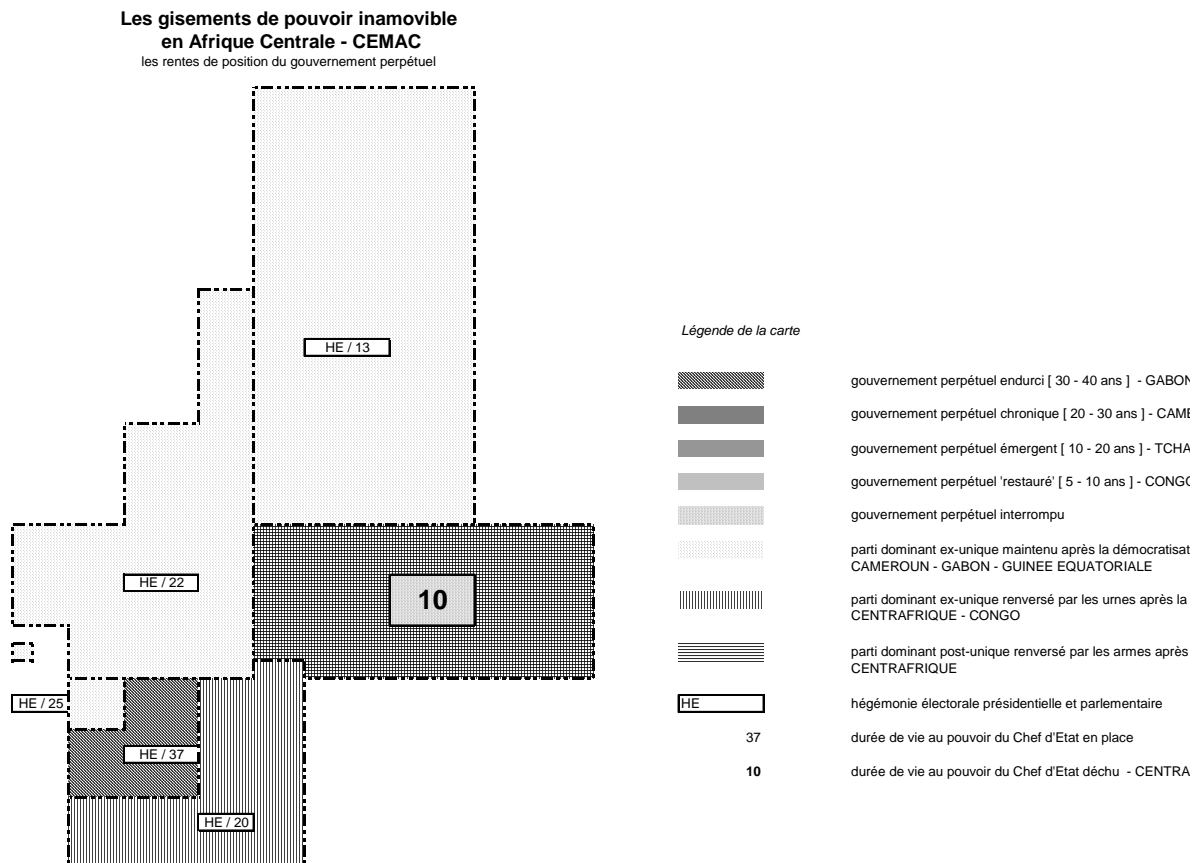 Les gisements de pouvoir inamovible
en Afrique Centrale - CEMAC
les rentes de position du gouvernement perpétuel
HE / 13
HE / 22
10
HE / 25
HE / 37
HE / 20
Légende de la carte
gouvernement perpétuel endurci [ 30 - 40 ans ] - GABON
gouvernement perpétuel chronique [ 20 - 30 ans ] - CAME
gouvernement perpétuel émergent [ 10 - 20 ans ] - TCHA
gouvernement perpétuel 'restauré' [ 5 - 10 ans ] - CONGO
gouvernement perpétuel interrompu
parti dominant ex-unique maintenu après la démocratisat
CAMEROUN - GABON - GUINEE EQUATORIALE
parti dominant ex-unique renversé par les urnes après la
CENTRAFRIQUE - CONGO
parti dominant post-unique renversé par les armes après
CENTRAFRIQUE
HE hégémonie électorale présidentielle et parlementaire
37 durée de vie au pouvoir du Chef d'Etat en place
10 durée de vie au pouvoir du Chef d'Etat déchu - CENTRA